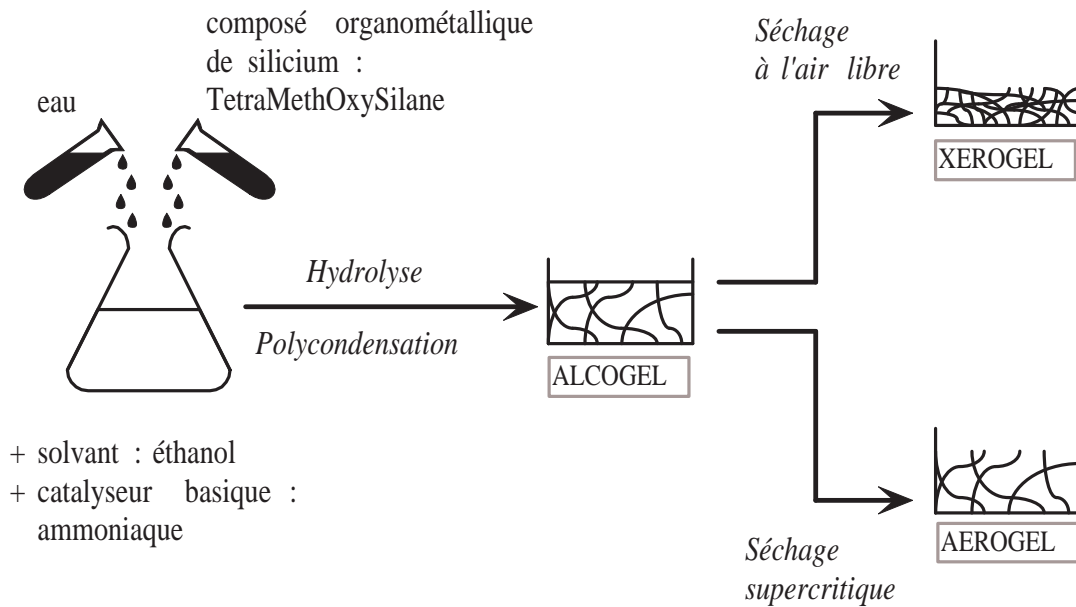 eau
composé organométallique
de silicium :
TetraMethOxySilane
Séchage
à l'air libre
XEROGEL
Hydrolyse
Polycondensation
ALCOGEL
+ solvant : éthanol
+ catalyseur basique :
ammoniaque
Séchage
supercritique
AEROGEL